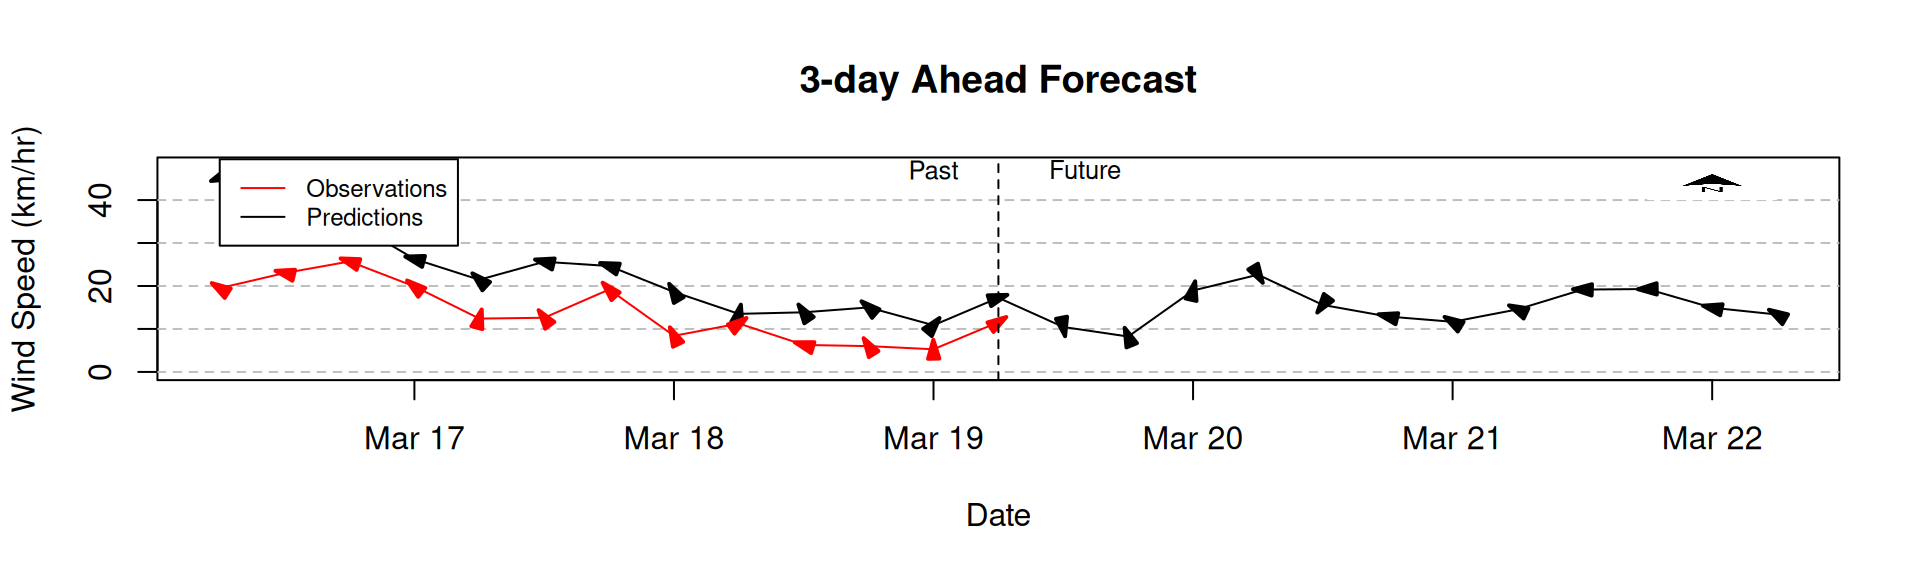 3-day Ahead Forecast
Wind Speed (km/hr)
Past
Future
Observations
Predictions
N
40
20
0
Mar 17
Mar 18
Mar 19
Mar 20
Mar 21
Mar 22
Date